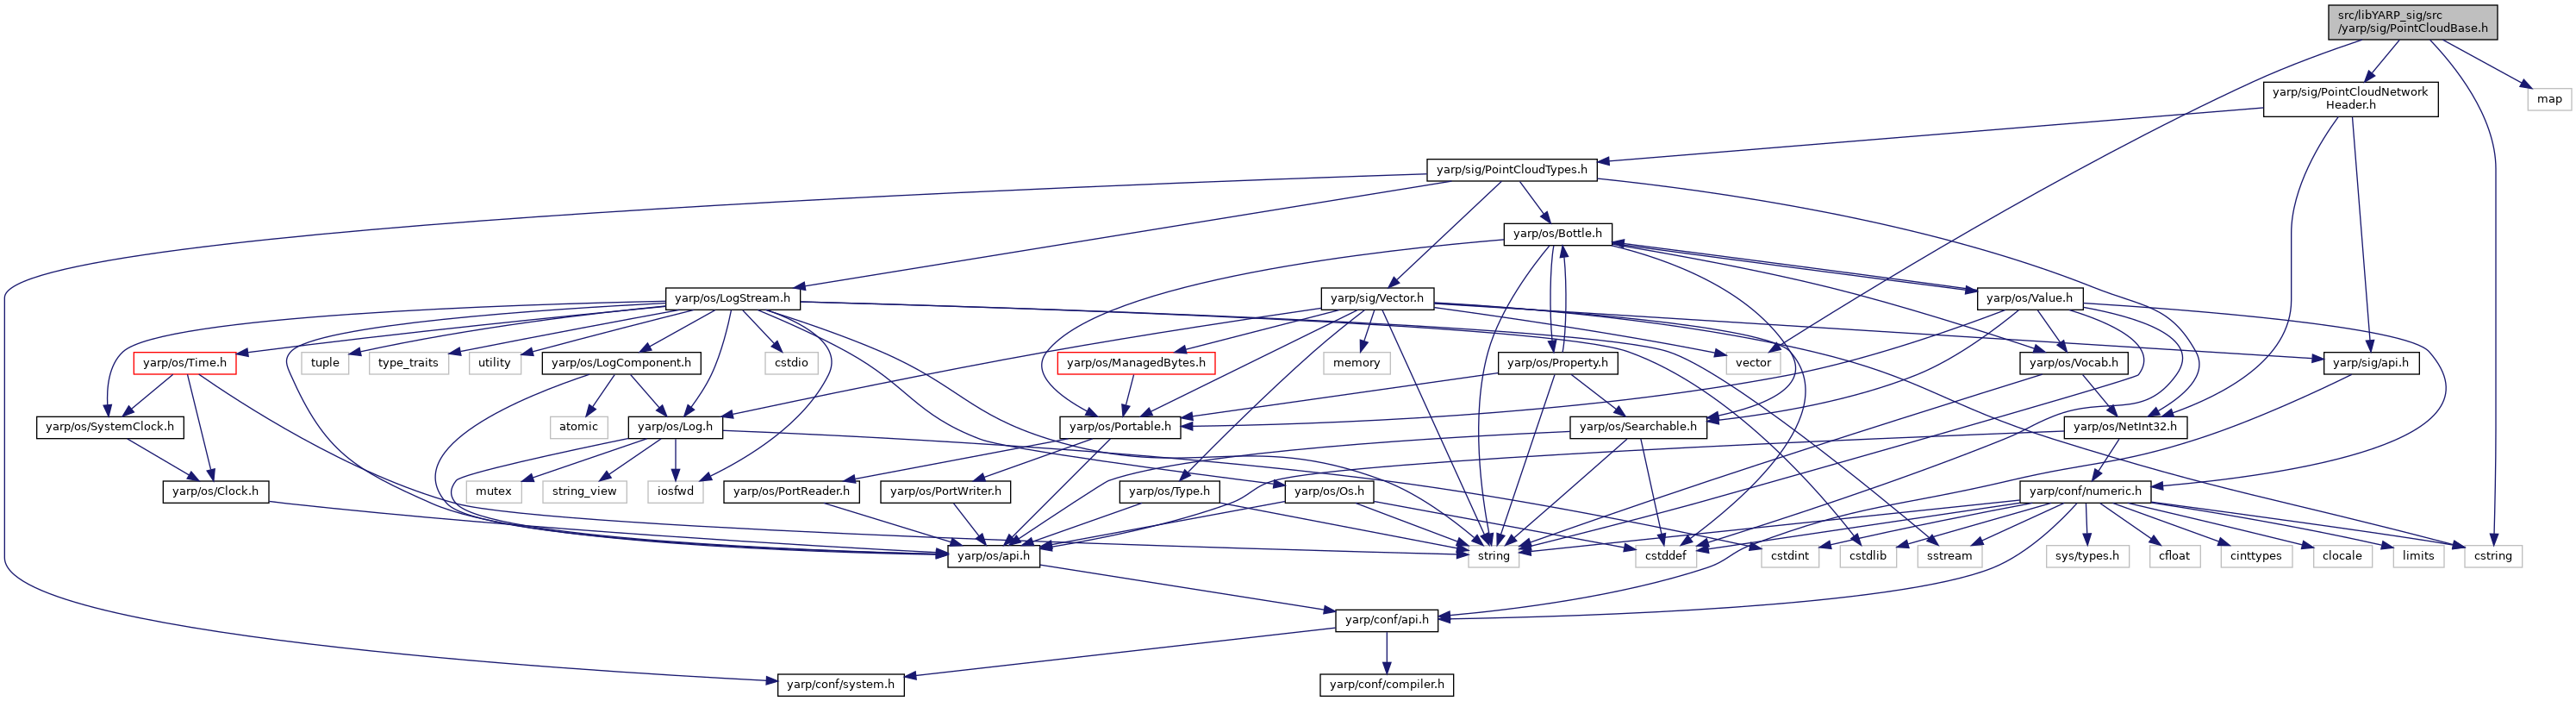 src/libYARP_sig/src
/yarp/sig/PointCloudBase.h
yarp/sig/PointCloudNetwork
Header.h
map
yarp/sig/PointCloudTypes.h
yarp/os/Bottle.h
yarp/os/LogStream.h
yarp/sig/Vector.h
yarp/os/Value.h
yarp/os/Time.h
tuple
type_traits
utility
yarp/os/LogComponent.h
cstdio
yarp/os/ManagedBytes.h
memory
yarp/os/Property.h
vector
yarp/os/Vocab.h
yarp/sig/api.h
yarp/os/SystemClock.h
atomic
yarp/os/Log.h
yarp/os/Portable.h
yarp/os/Searchable.h
yarp/os/NetInt32.h
yarp/os/Clock.h
mutex
string_view
iosfwd
yarp/os/PortReader.h
yarp/os/PortWriter.h
yarp/os/Type.h
yarp/os/Os.h
yarp/conf/numeric.h
yarp/os/api.h
string
cstddef
cstdint
cstdlib
sstream
sys/types.h
cfloat
cinttypes
clocale
limits
cstring
yarp/conf/api.h
yarp/conf/system.h
yarp/conf/compiler.h